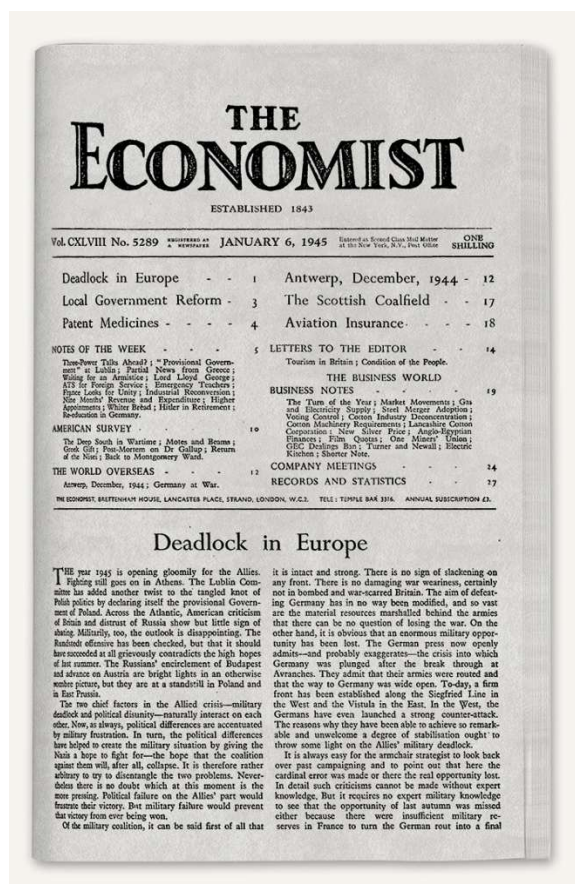 THE
ECONOMIST
ESTABLISHED 1843
Vol. CXLVIII No. 5289 REGISTERED AS A NEWSPAPER JANUARY 6, 1945 Entered as Second Class Mail Matter at the New York, N.Y., Post Office ONE SHILLING
Deadlock in Europe - - 1
Local Government Reform - 3
Patent Medicines - - - - 4
NOTES OF THE WEEK - - - 5
Three-Power Talks Ahead? ; "Provisional Govern-
ment" at Lublin ; Partial News from Greece ;
Waiting for an Armistice ; Lord Lloyd George ;
ATS for Foreign Service ; Emergency Teachers ;
France Looks for Unity ; Industrial Reconversion ;
Nine Months' Revenue and Expenditure ; Higher
Appointments ; Whiter Bread ; Hitler in Retirement ;
Re-education in Germany.
AMERICAN SURVEY - - - 10
The Deep South in Wartime ; Motes and Beams ;
Greek Gift ; Post-Mortem on Dr Gallup ; Return
of the Nisei ; Back to Montgomery Ward.
THE WORLD OVERSEAS - - - 12
Antwerp, December, 1944 ; Germany at War.
Antwerp, December, 1944 - 12
The Scottish Coalfield - - 17
Aviation Insurance - - - - 18
LETTERS TO THE EDITOR - - 14
Tourism in Britain ; Condition of the People.
THE BUSINESS WORLD
BUSINESS NOTES - - - - 19
The Turn of the Year ; Market Movements ; Gas
and Electricity Supply ; Steel Merger Adoption ;
Voting Control ; Cotton Industry Deconcentration ;
Cotton Machinery Requirements ; Lancashire Cotton
Corporation ; New Silver Price ; Anglo-Egyptian
Finances ; Film Quotas ; One Miners' Union ;
GEC Dealings Ban ; Turner and Newall ; Electric
Kitchen ; Shorter Note.
COMPANY MEETINGS - - - 24
RECORDS AND STATISTICS - - 27
THE ECONOMIST, BRETTENHAM HOUSE, LANCASTER PLACE, STRAND, LONDON, W.C.2. TELE : TEMPLE BAR 3316. ANNUAL SUBSCRIPTION £3.
Deadlock in Europe
THE year 1945 is opening gloomily for the Allies.
Fighting still goes on in Athens. The Lublin Com-
mittee has added another twist to the tangled knot of
Polish politics by declaring itself the provisional Govern-
ment of Poland. Across the Atlantic, American criticism
of Britain and distrust of Russia show but little sign of
abating. Militarily, too, the outlook is disappointing. The
Rundstedt offensive has been checked, but that it should
have succeeded at all grievously contradicts the high hopes
of last summer. The Russians' encirclement of Budapest
and advance on Austria are bright lights in an otherwise
sombre picture, but they are at a standstill in Poland and
in East Prussia.
The two chief factors in the Allied crisis—military
deadlock and political disunity—naturally interact on each
other. Now, as always, political differences are accentuated
by military frustration. In turn, the political differences
have helped to create the military situation by giving the
Nazis a hope to fight for—the hope that the coalition
against them will, after all, collapse. It is therefore rather
arbitrary to try to disentangle the two problems. Never-
theless there is no doubt which at this moment is the
more pressing. Political failure on the Allies' part would
frustrate their victory. But military failure would prevent
that victory from ever being won.
Of the military coalition, it can be said first of all that
it is intact and strong. There is no sign of slackening on
any front. There is no damaging war weariness, certainly
not in bombed and war-scarred Britain. The aim of defeat-
ing Germany has in no way been modified, and so vast
are the material resources marshalled behind the armies
that there can be no question of losing the war. On the
other hand, it is obvious that an enormous military oppor-
tunity has been lost. The German press now openly
admits—and probably exaggerates—the crisis into which
Germany was plunged after the break through at
Avranches. They admit that their armies were routed and
that the way to Germany was wide open. To-day, a firm
front has been established along the Siegfried Line in
the West and the Vistula in the East. In the West, the
Germans have even launched a strong counter-attack.
The reasons why they have been able to achieve so remark-
able and unwelcome a degree of stabilisation ought to
throw some light on the Allies' military deadlock.
It is always easy for the armchair strategist to look back
over past campaigning and to point out that here the
cardinal error was made or there the real opportunity lost.
In detail such criticisms cannot be made without expert
knowledge. But it requires no expert military knowledge
to see that the opportunity of last autumn was missed
either because there were insufficient military re-
serves in France to turn the German rout into a final